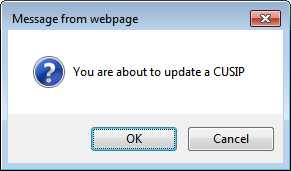 Message from webpage
You are about to update a CUSIP
OK
Cancel